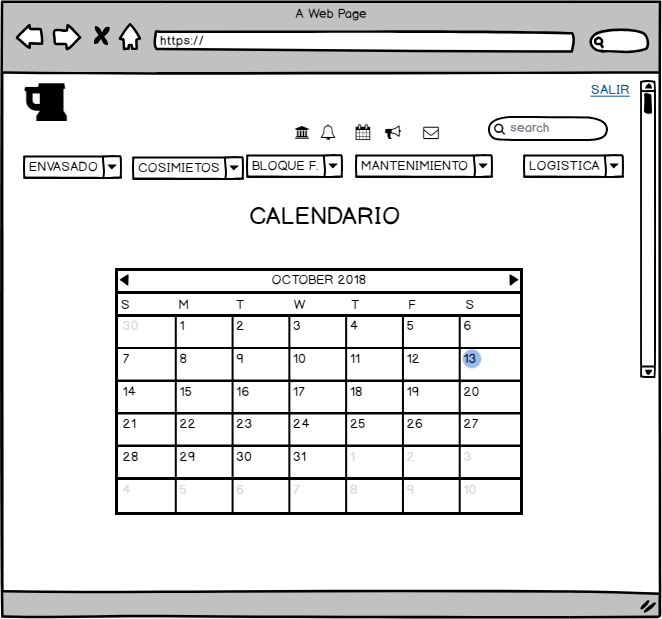 A Web Page
https://
SALIR
search
ENVASADO COSIMIETOS BLOQUE F. MANTENIMIENTO LOGISTICA
CALENDARIO
OCTOBER 2018
S M T W T F S
30 1 2 3 4 5 6
7 8 9 10 11 12 13
14 15 16 17 18 19 20
21 22 23 24 25 26 27
28 29 30 31 1 2 3
4 5 6 7 8 9 10